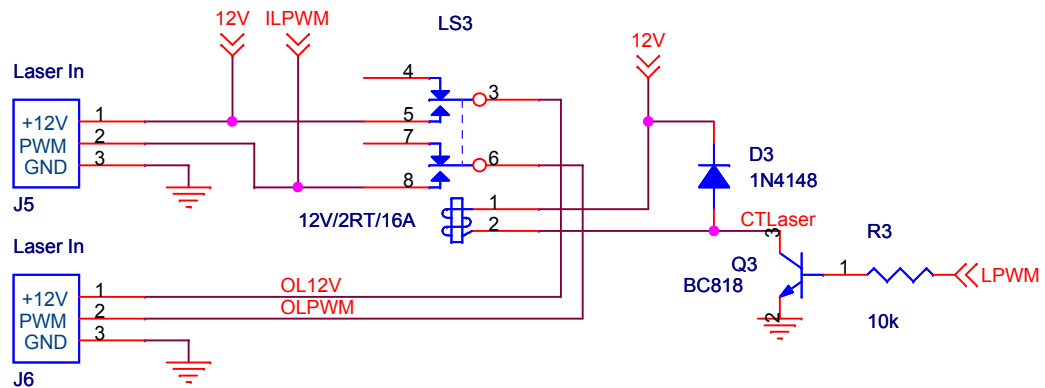 12V
ILPWM
LS3
12V
Laser In
4
3
1
+12V
5
2
PWM
7
3
GND
6
D3
1N4148
J5
8
12V/2RT/16A
1
2
CTLaser
3
R3
Laser In
Q3
BC818
1
LPWM
1
+12V
OL12V
2
PWM
OLPWM
2
10k
3
GND
J6